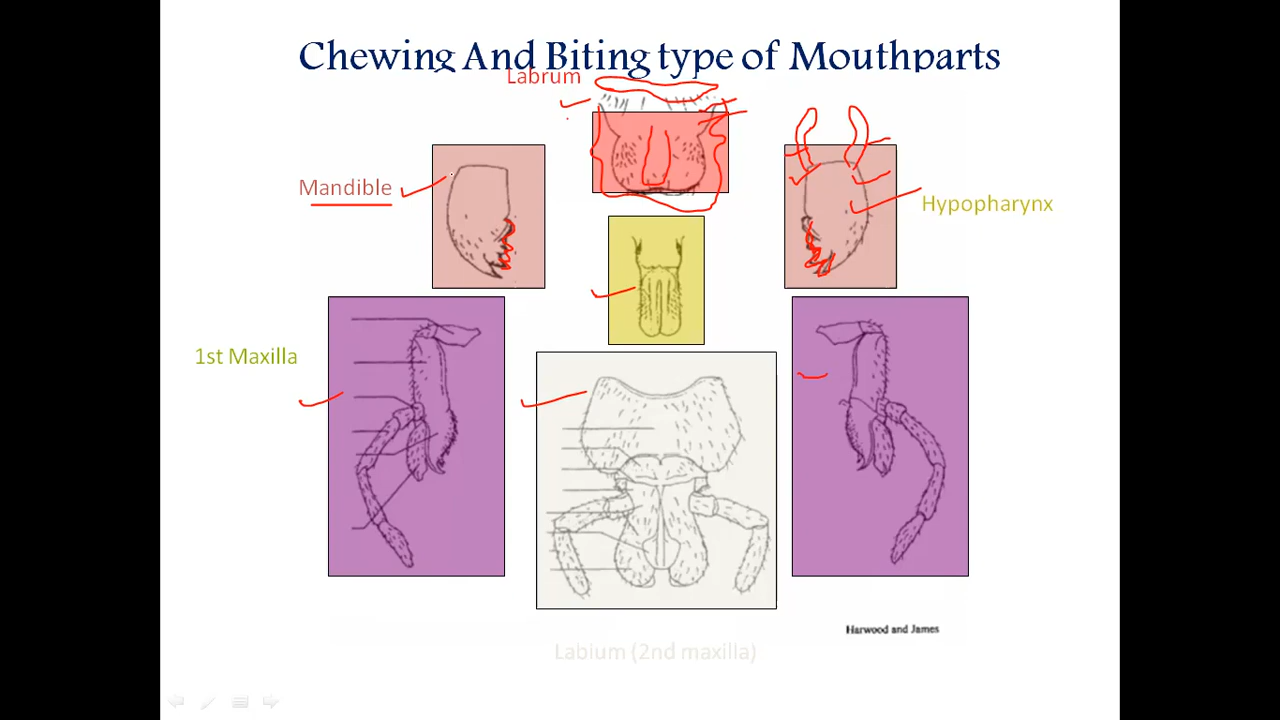 Chewing And Biting type of Mouthparts
Labrum
Mandible
Hypopharynx
1st Maxilla
Harwood and James
Labium (2nd maxilla)